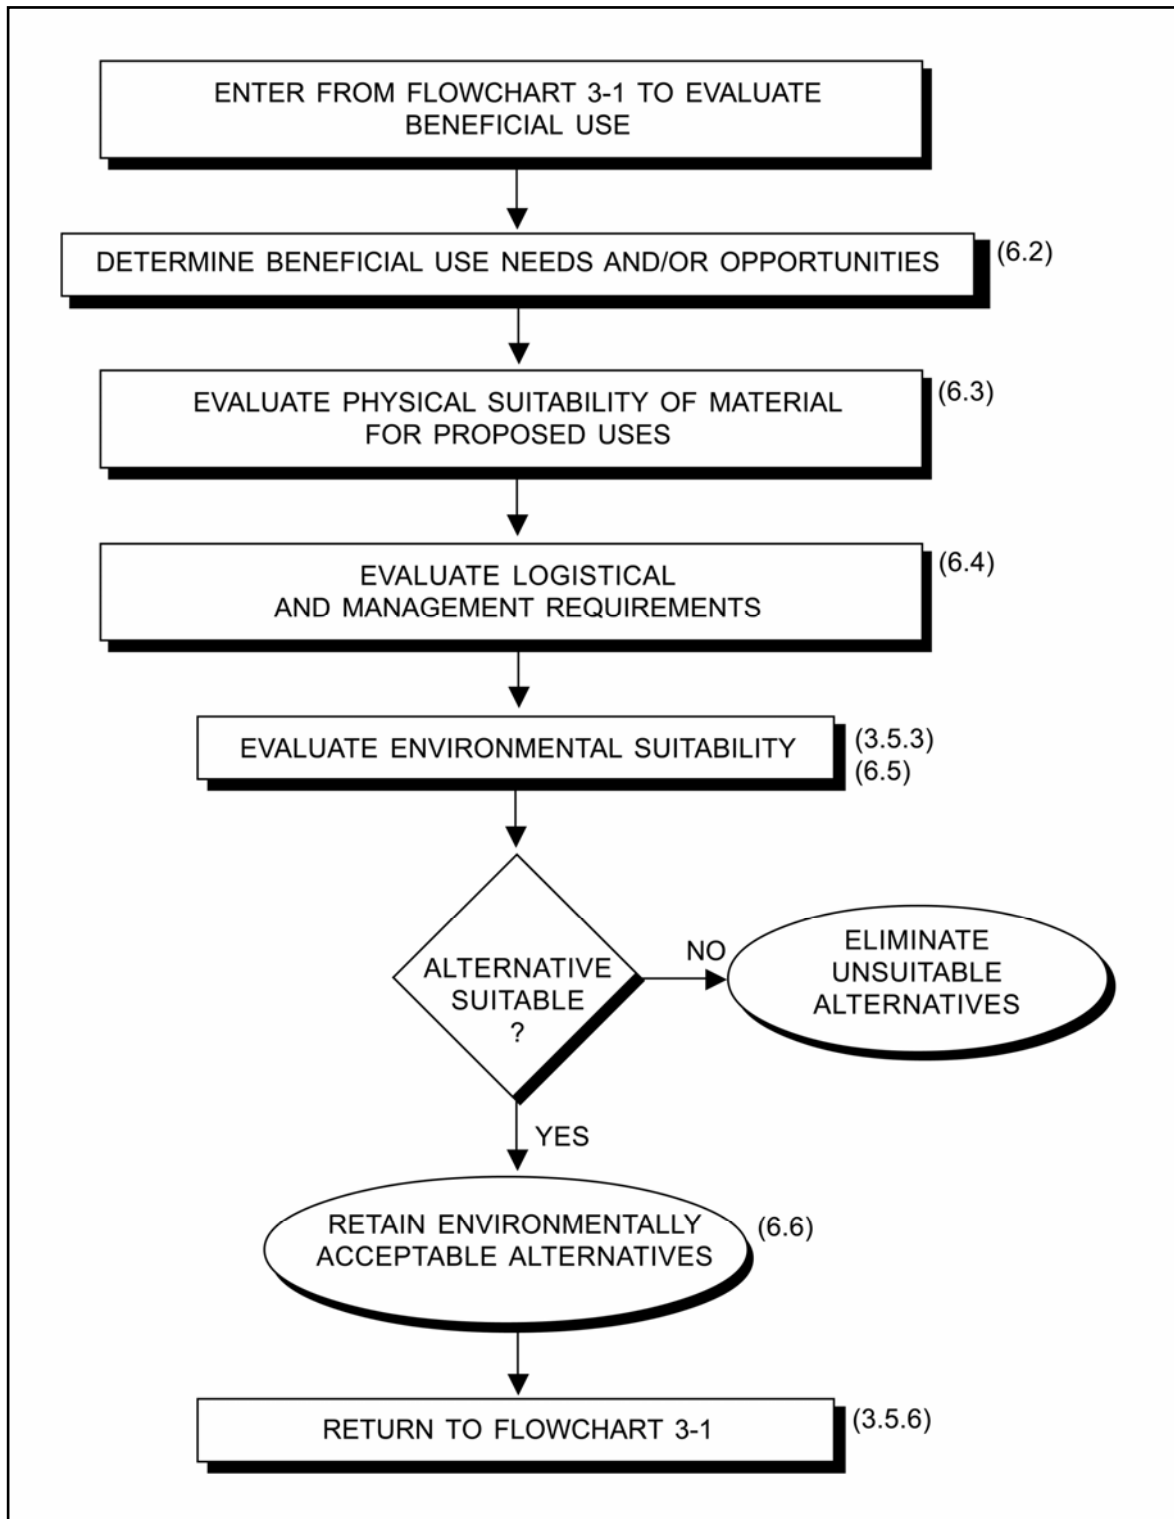 ENTER FROM FLOWCHART 3-1 TO EVALUATE
BENEFICIAL USE
DETERMINE BENEFICIAL USE NEEDS AND/OR OPPORTUNITIES
(6.2)
EVALUATE PHYSICAL SUITABILITY OF MATERIAL
FOR PROPOSED USES
(6.3)
EVALUATE LOGISTICAL
AND MANAGEMENT REQUIREMENTS
(6.4)
EVALUATE ENVIRONMENTAL SUITABILITY
(3.5.3)
(6.5)
ALTERNATIVE
SUITABLE
?
NO
ELIMINATE
UNSUITABLE
ALTERNATIVES
YES
RETAIN ENVIRONMENTALLY
ACCEPTABLE ALTERNATIVES
(6.6)
RETURN TO FLOWCHART 3-1
(3.5.6)